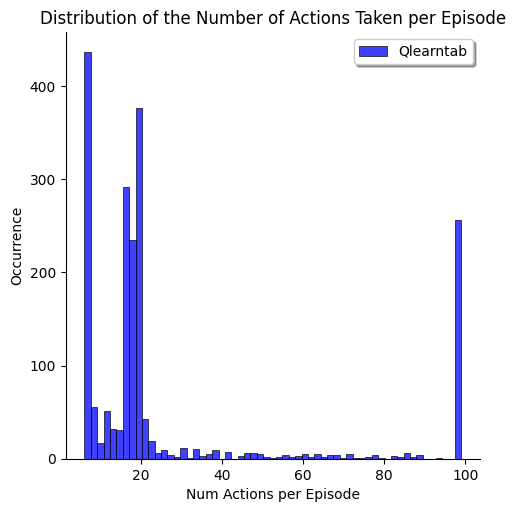 Distribution of the Number of Actions Taken per Episode
Qlearntab
400
300
200
100
0
Occurrence
20
40
60
80
100
Num Actions per Episode